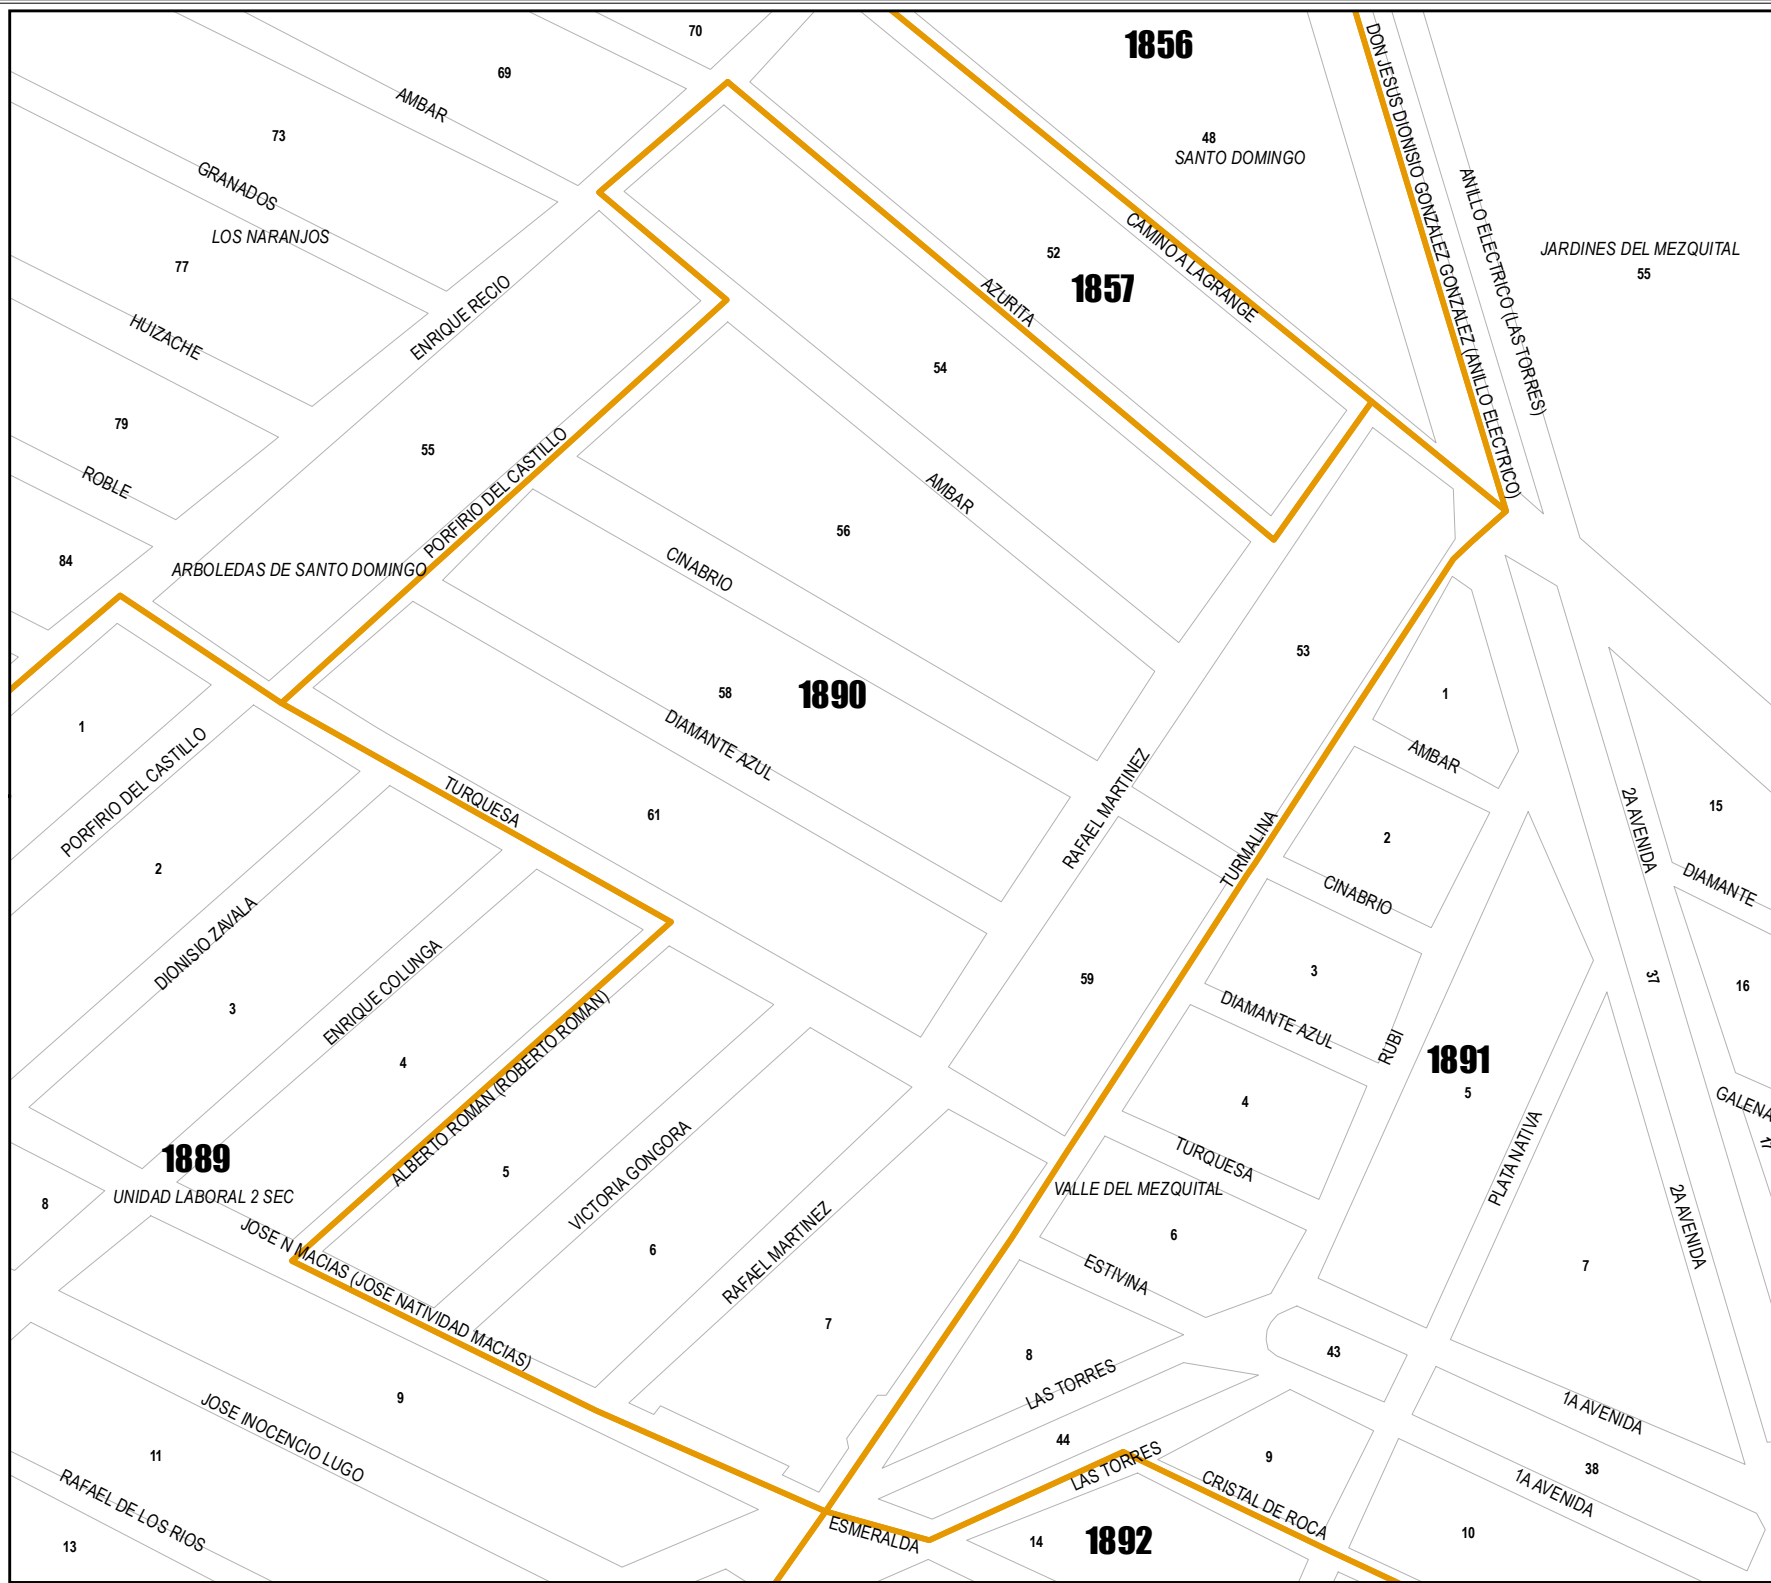 70
1856
69
AMBAR
73
48
SANTO DOMINGO
DON JESUS DIONISIO GONZALEZ GONZALEZ (ANILLO ELECTRICO)
ANILLO ELECTRICO (LAS TORRES)
GRANADOS
LOS NARANJOS
77
52
1857
CAMINO A LAGRANGE
JARDINES DEL MEZQUITAL
55
HUIZACHE
ENRIQUE RECIO
AZURITA
54
79
55
ROBLE
PORFIRIO DEL CASTILLO
AMBAR
56
84
ARBOLEDAS DE SANTO DOMINGO
CINABRIO
53
58
1890
1
1
DIAMANTE AZUL
AMBAR
PORFIRIO DEL CASTILLO
TURQUESA
61
RAFAEL MARTINEZ
TURMALINA
2
2A AVENIDA
15
2
CINABRIO
DIAMANTE
DIONISIO ZAVALA
ENRIQUE COLUNGA
59
3
37
16
3
ALBERTO ROMAN (ROBERTO ROMAN)
DIAMANTE AZUL
RUBI
1891
5
4
4
GALENA
17
1889
UNIDAD LABORAL 2 SEC
8
5
VICTORIA GONGORA
TURQUESA
VALLE DEL MEZQUITAL
PLATA NATIVA
2A AVENIDA
JOSE N MACIAS (JOSE NATIVIDAD MACIAS)
6
RAFAEL MARTINEZ
6
ESTIVINA
7
7
8
43
9
LAS TORRES
1A AVENIDA
JOSE INOCENCIO LUGO
11
44
LAS TORRES
9
38
RAFAEL DE LOS RIOS
CRISTAL DE ROCA
1A AVENIDA
13
ESMERALDA
14
1892
10